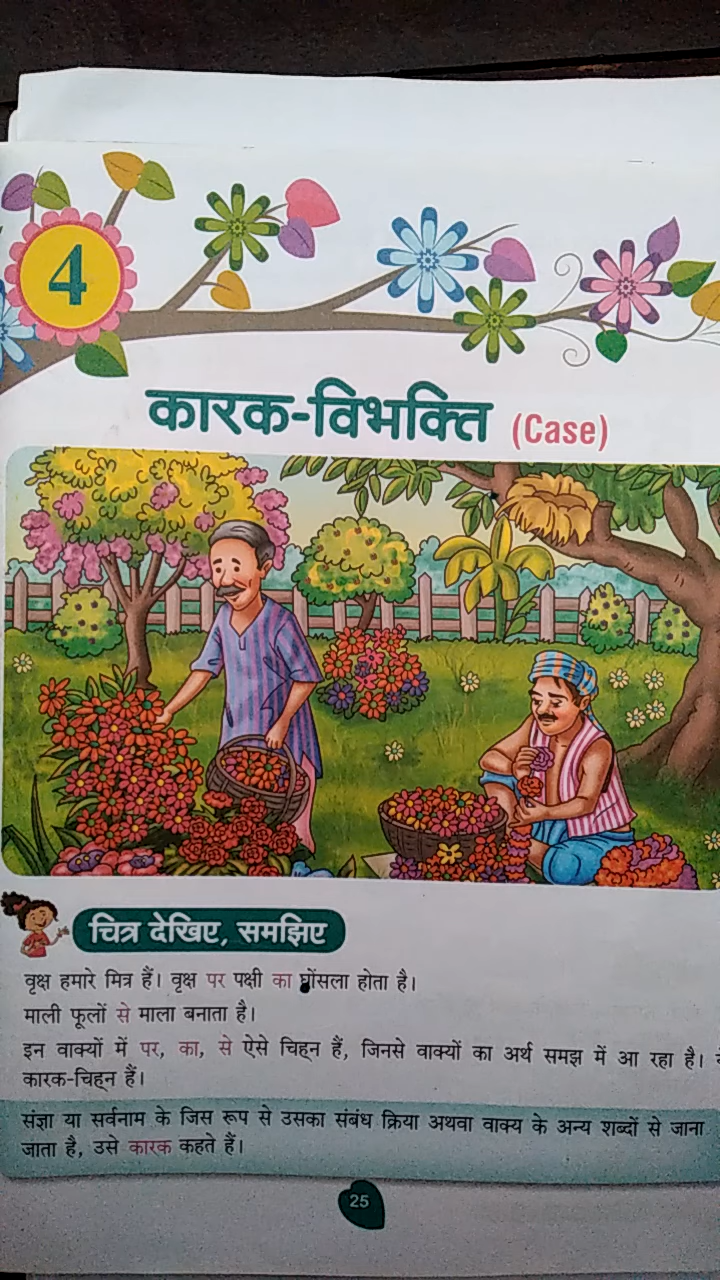 4
कारक-विभक्ति (Case)
चित्र देखिए, समझिए
वृक्ष हमारे मित्र हैं। वृक्ष पर पक्षी का घोंसला होता है।
माली फूलों से माला बनाता है।
इन वाक्यों में पर, का, से ऐसे चिह्न हैं, जिनसे वाक्यों का अर्थ समझ में आ रहा है।
कारक-चिह्न हैं।
संज्ञा या सर्वनाम के जिस रूप से उसका संबंध क्रिया अथवा वाक्य के अन्य शब्दों से जाना
जाता है, उसे कारक कहते हैं।
25